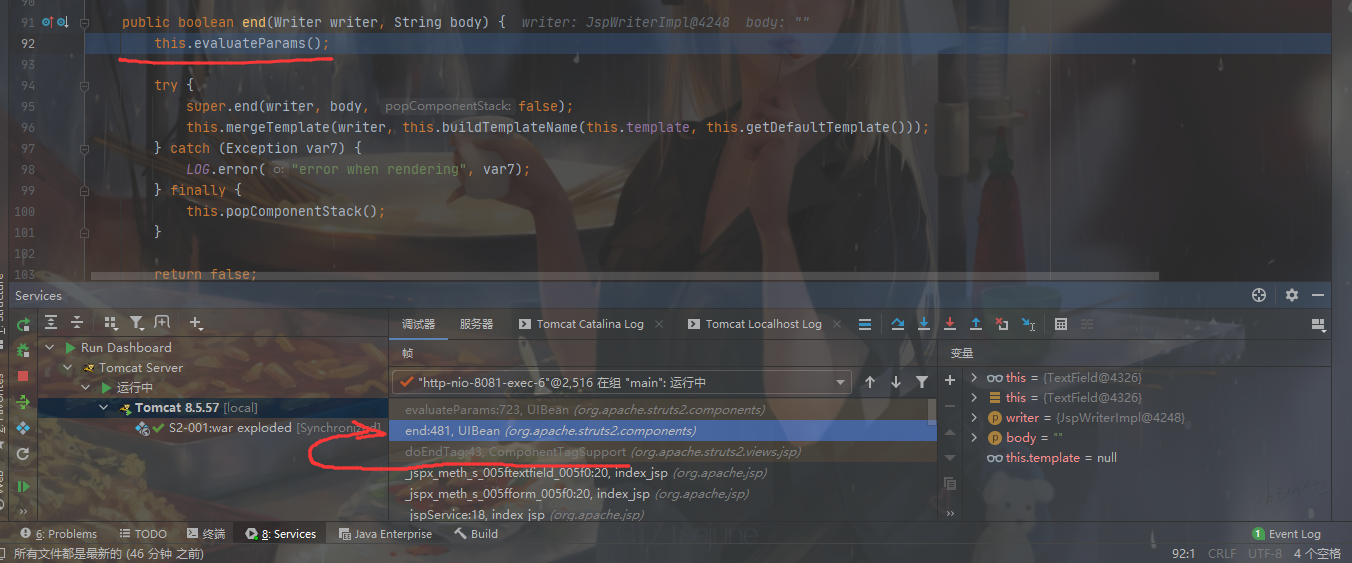 90
91 public boolean end(Writer writer, String body) { writer: JspWriterImpl@4248 body: ""
92 this.evaluateParams();
93
94 try {
95 super.end(writer, body, popComponentStack: false);
96 this.mergeTemplate(writer, this.buildTemplateName(this.template, this.getDefaultTemplate()));
97 } catch (Exception var7) {
98 LOG.error( o: "error when rendering", var7);
99 } finally {
100 this.popComponentStack();
101 }
102
103 return false;
Services
调试器 服务器 Tomcat Catalina Log × Tomcat Localhost Log ×
Run Dashboard
Tomcat Server
运行中
Tomcat 8.5.57 [local]
S2-001:war exploded [Synchronized]
帧
"http-nio-8081-exec-6"@2,516 在组 "main": 运行中
evaluateParams:723, UIBean (org.apache.struts2.components)
end:481, UIBean (org.apache.struts2.components)
doEndTag:43, ComponentTagSupport (org.apache.struts2.views.jsp)
_jspx_meth_s_005ftextfield_005f0:20, index_jsp (org.apache.jsp)
_jspx_meth_s_005fform_005f0:20, index_jsp (org.apache.jsp)
_jspService:18, index_jsp (org.apache.jsp)
变量
this = {TextField@4326}
this = {TextField@4326}
writer = {JspWriterImpl@4248}
body = ""
this.template = null
Structure
Favorites
Web
6: Problems TODO 终端 8: Services Java Enterprise Build 1 Event Log
所有文件都是最新的 (46 分钟 之前) 92:1 CRLF UTF-8 4 个空格